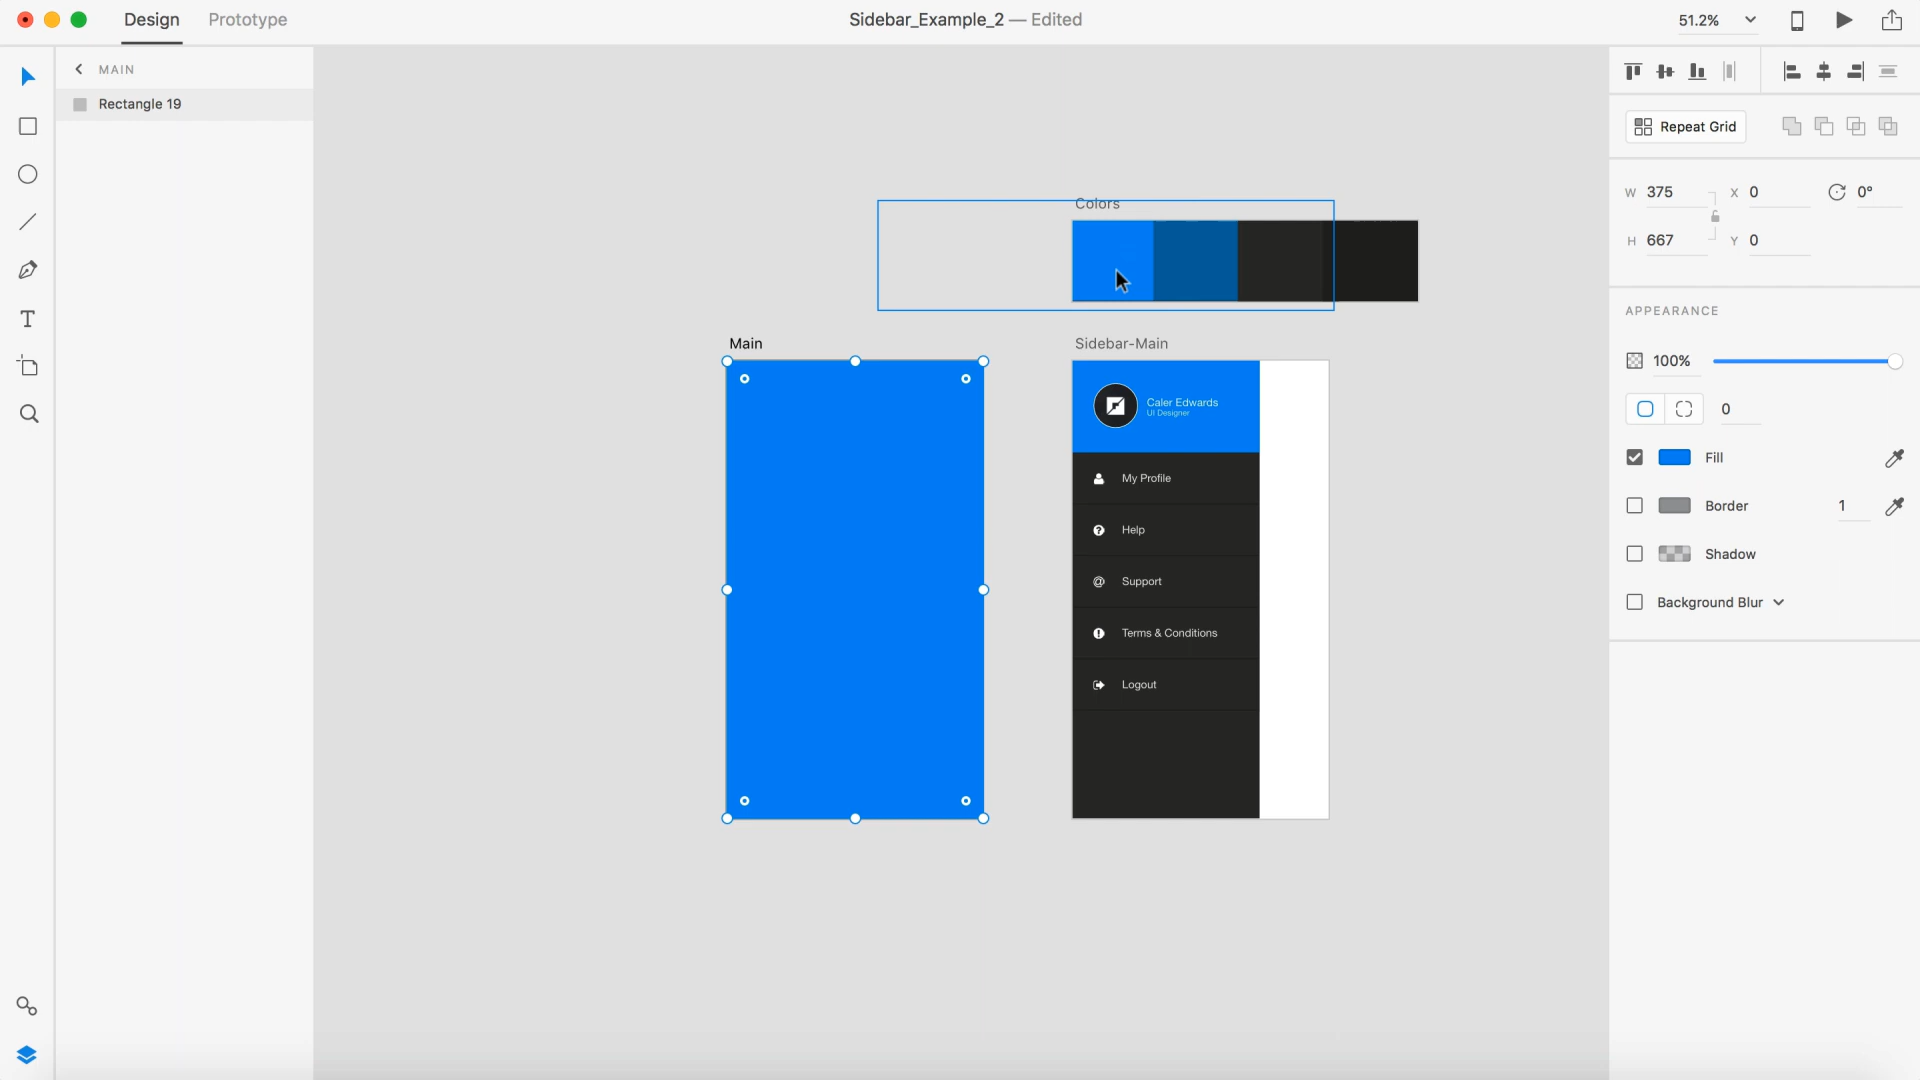 Design
Prototype
Sidebar_Example_2 — Edited
51.2%
MAIN
Rectangle 19
Repeat Grid
W 375
X 0
0°
H 667
Y 0
APPEARANCE
100%
0
Fill
Border
1
Shadow
Background Blur
Colors
Main
Sidebar-Main
Caler Edwards
UI Designer
My Profile
Help
Support
Terms & Conditions
Logout